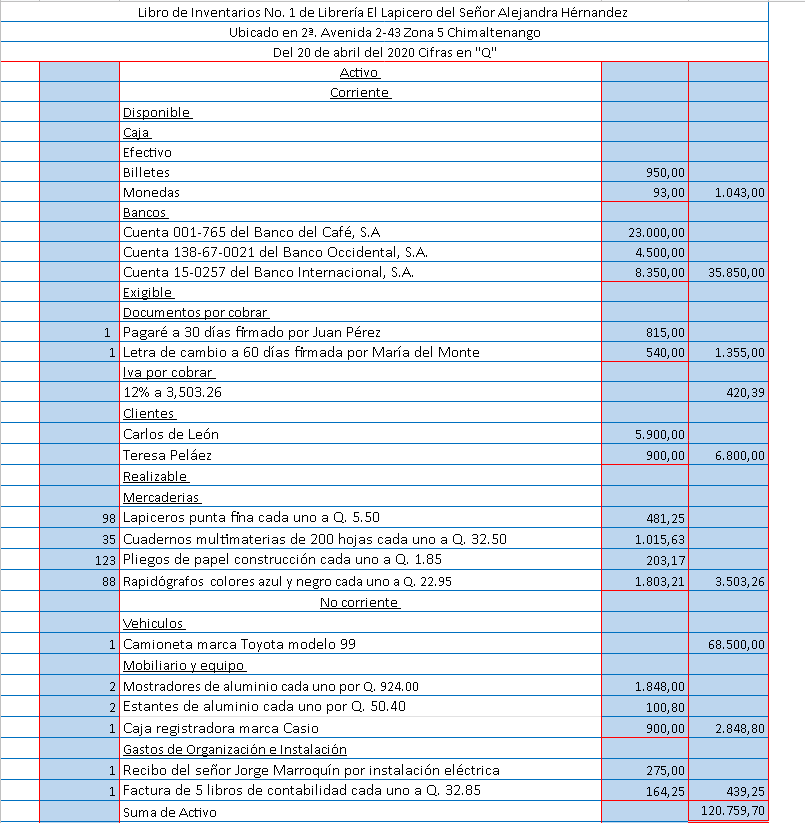 Libro de Inventarios No. 1 de Librería El Lapicero del Señor Alejandra Hérnandez
Ubicado en 2ª. Avenida 2-43 Zona 5 Chimaltenango
Del 20 de abril del 2020 Cifras en "Q"
Activo
Corriente
Disponible
Caja
Efectivo
Billetes 950,00
Monedas 93,00 1.043,00
Bancos
Cuenta 001-765 del Banco del Café, S.A 23.000,00
Cuenta 138-67-0021 del Banco Occidental, S.A. 4.500,00
Cuenta 15-0257 del Banco Internacional, S.A. 8.350,00 35.850,00
Exigible
Documentos por cobrar
1 Pagaré a 30 días firmado por Juan Pérez 815,00
1 Letra de cambio a 60 días firmada por María del Monte 540,00 1.355,00
Iva por cobrar
12% a 3,503.26 420,39
Clientes
Carlos de León 5.900,00
Teresa Peláez 900,00 6.800,00
Realizable
Mercaderias
98 Lapiceros punta fina cada uno a Q. 5.50 481,25
35 Cuadernos multimaterias de 200 hojas cada uno a Q. 32.50 1.015,63
123 Pliegos de papel construcción cada uno a Q. 1.85 203,17
88 Rapidógrafos colores azul y negro cada uno a Q. 22.95 1.803,21 3.503,26
No corriente
Vehiculos
1 Camioneta marca Toyota modelo 99 68.500,00
Mobiliario y equipo
2 Mostradores de aluminio cada uno por Q. 924.00 1.848,00
2 Estantes de aluminio cada uno por Q. 50.40 100,80
1 Caja registradora marca Casio 900,00 2.848,80
Gastos de Organización e Instalación
1 Recibo del señor Jorge Marroquín por instalación eléctrica 275,00
1 Factura de 5 libros de contabilidad cada uno a Q. 32.85 164,25 439,25
Suma de Activo 120.759,70